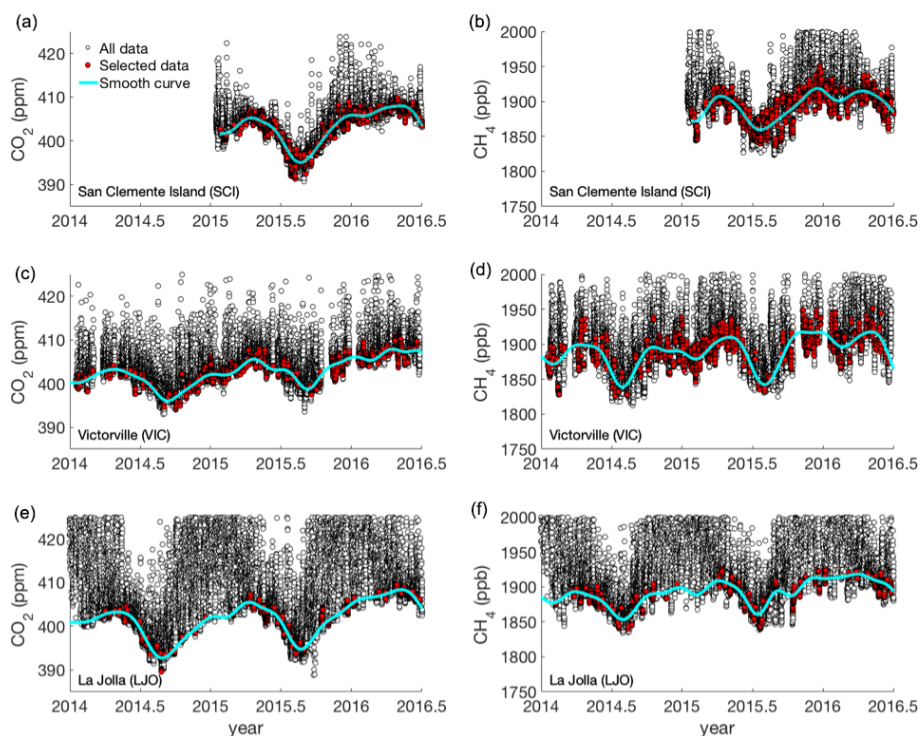 (a)
(b)
All data
Selected data
Smooth curve
CO2 (ppm)
420
410
400
390
San Clemente Island (SCI)
2014 2014.5 2015 2015.5 2016 2016.5
CH4 (ppb)
2000
1950
1900
1850
1800
1750
San Clemente Island (SCI)
2014 2014.5 2015 2015.5 2016 2016.5
(c)
(d)
CO2 (ppm)
420
410
400
390
Victorville (VIC)
2014 2014.5 2015 2015.5 2016 2016.5
CH4 (ppb)
2000
1950
1900
1850
1800
1750
Victorville (VIC)
2014 2014.5 2015 2015.5 2016 2016.5
(e)
(f)
CO2 (ppm)
420
410
400
390
La Jolla (LJO)
2014 2014.5 2015 2015.5 2016 2016.5
year
CH4 (ppb)
2000
1950
1900
1850
1800
1750
La Jolla (LJO)
2014 2014.5 2015 2015.5 2016 2016.5
year